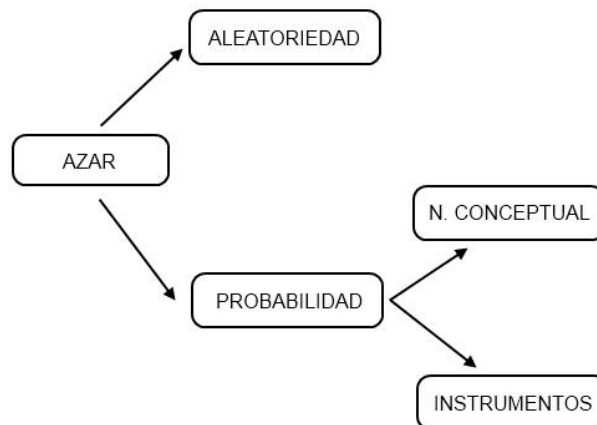 ALEATORIEDAD
AZAR
N. CONCEPTUAL
PROBABILIDAD
INSTRUMENTOS